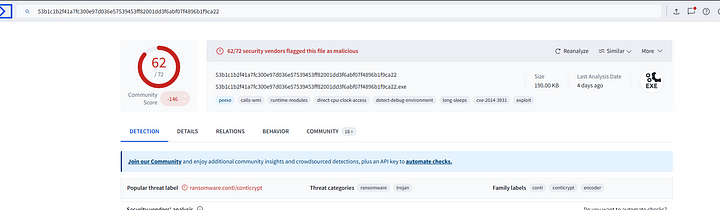 53b1c1b2f41a7fc300e97d036e57539453ff82001dd3f6abf07f4896b1f9ca22
62
/ 72
Community
Score
-146
62/72 security vendors flagged this file as malicious
Reanalyze
Similar
More
53b1c1b2f41a7fc300e97d036e57539453ff82001dd3f6abf07f4896b1f9ca22
53b1c1b2f41a7fc300e97d036e57539453ff82001dd3f6abf07f4896b1f9ca22.exe
Size
190.00 KB
Last Analysis Date
4 days ago
EXE
peexe calls-wmi runtime-modules direct-cpu-clock-access detect-debug-environment long-sleeps cve-2014-3931 exploit
DETECTION DETAILS RELATIONS BEHAVIOR COMMUNITY 18+
Join our Community and enjoy additional community insights and crowdsourced detections, plus an API key to automate checks.
Popular threat label ransomware.conti/conticrypt
Threat categories ransomware trojan
Family labels conti conticrypt encoder
Security vendors' analysis
Do you want to automate checks?